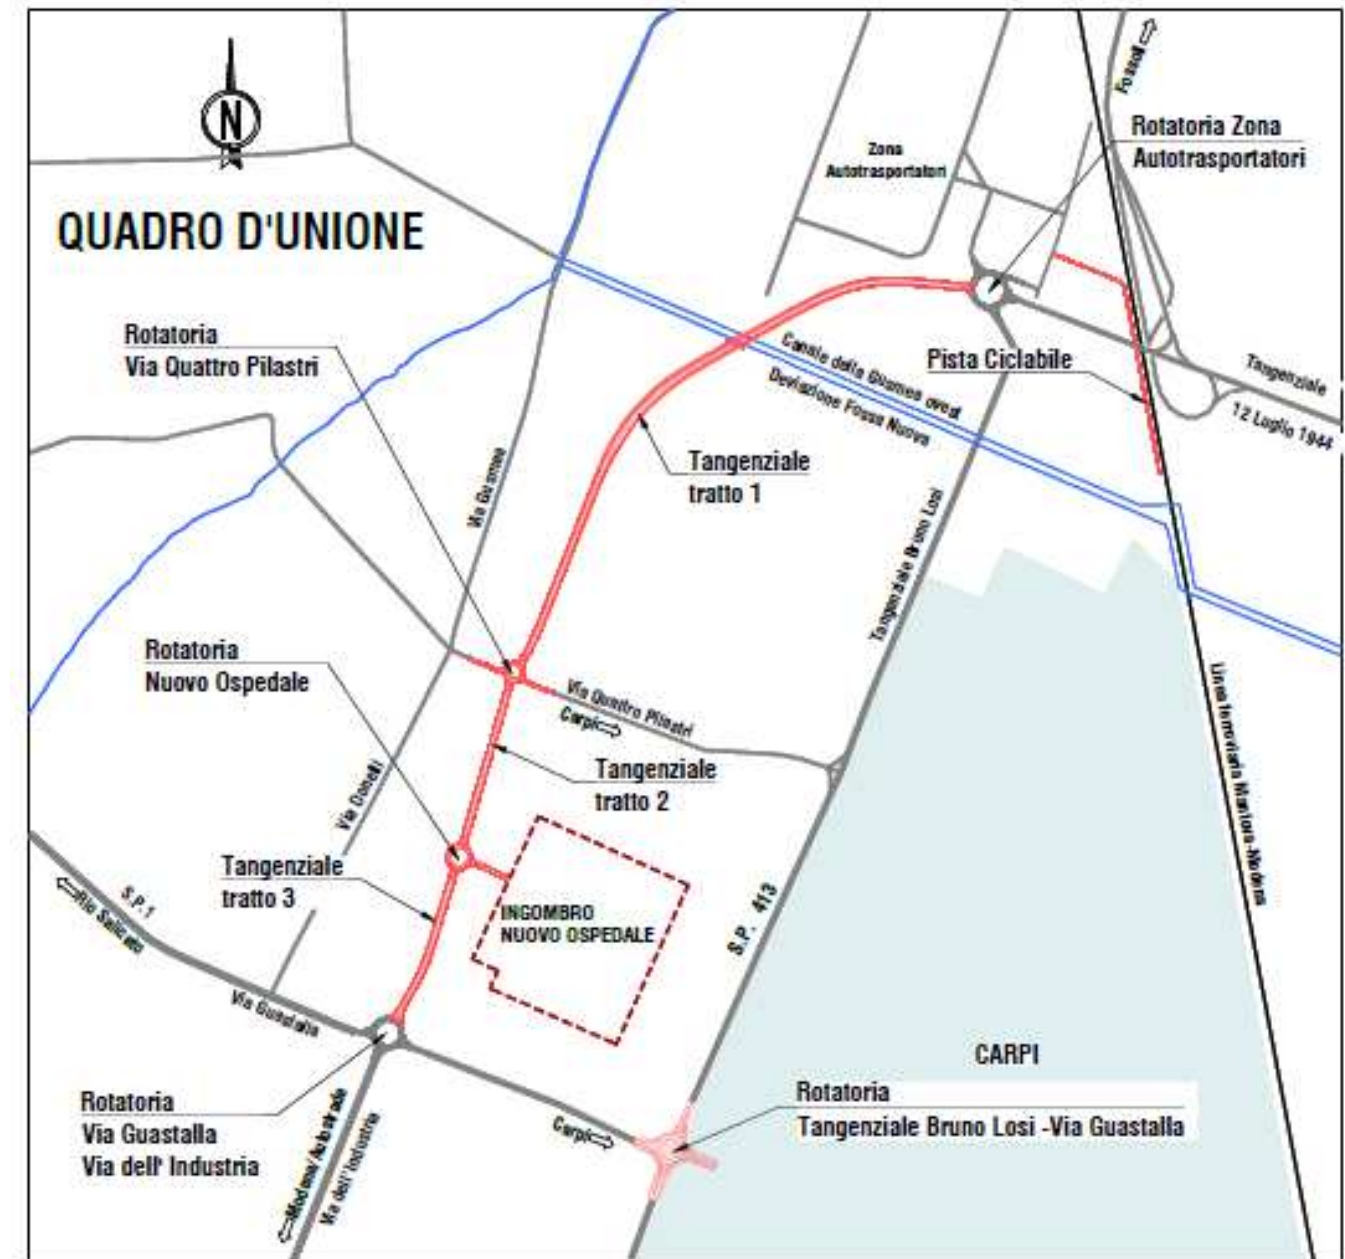 Fossoli
N
Rotatoria Zona
Autotrasportatori
Zona
Autotrasportatori
QUADRO D'UNIONE
Rotatoria
Via Quattro Pilastri
Canale della Gliamea ovest
Deviazione Fossa Nuova
Pista Ciclabile
Tangenziale
12 Luglio 1944
Tangenziale
tratto 1
Via Guamea
Tangenziale Bruno Losi
Rotatoria
Nuovo Ospedale
Via Quattro Pilastri
Carpi
Linea ferroviaria Mantova-Modena
Tangenziale
tratto 2
Via Donelli
Tangenziale
tratto 3
S.P.1
Rio Saliceto
INGOMBRO
NUOVO OSPEDALE
S.P. 413
Via Guastalla
CARPI
Rotatoria
Via Guastalla
Via dell' Industria
Modena/Autostrada
Via dell'Industria
Carpi
Rotatoria
Tangenziale Bruno Losi -Via Guastalla